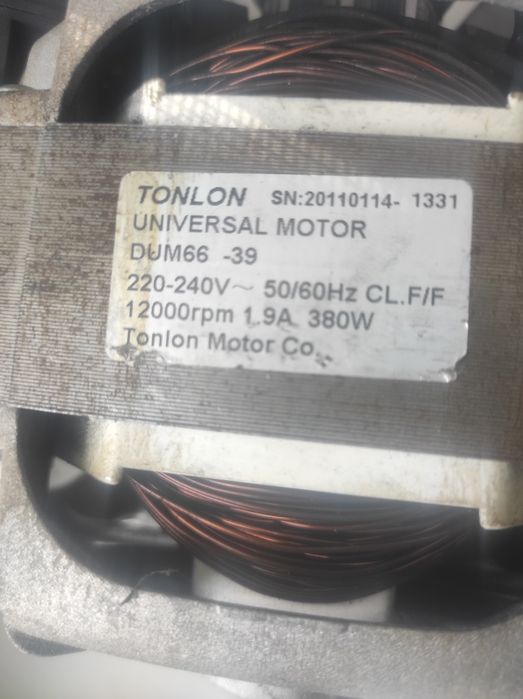 TONLON SN:20110114- 1331
UNIVERSAL MOTOR
DUM66 -39
220-240V~ 50/60Hz CL.F/F
12000rpm 1.9A 380W
Tonlon Motor Co.